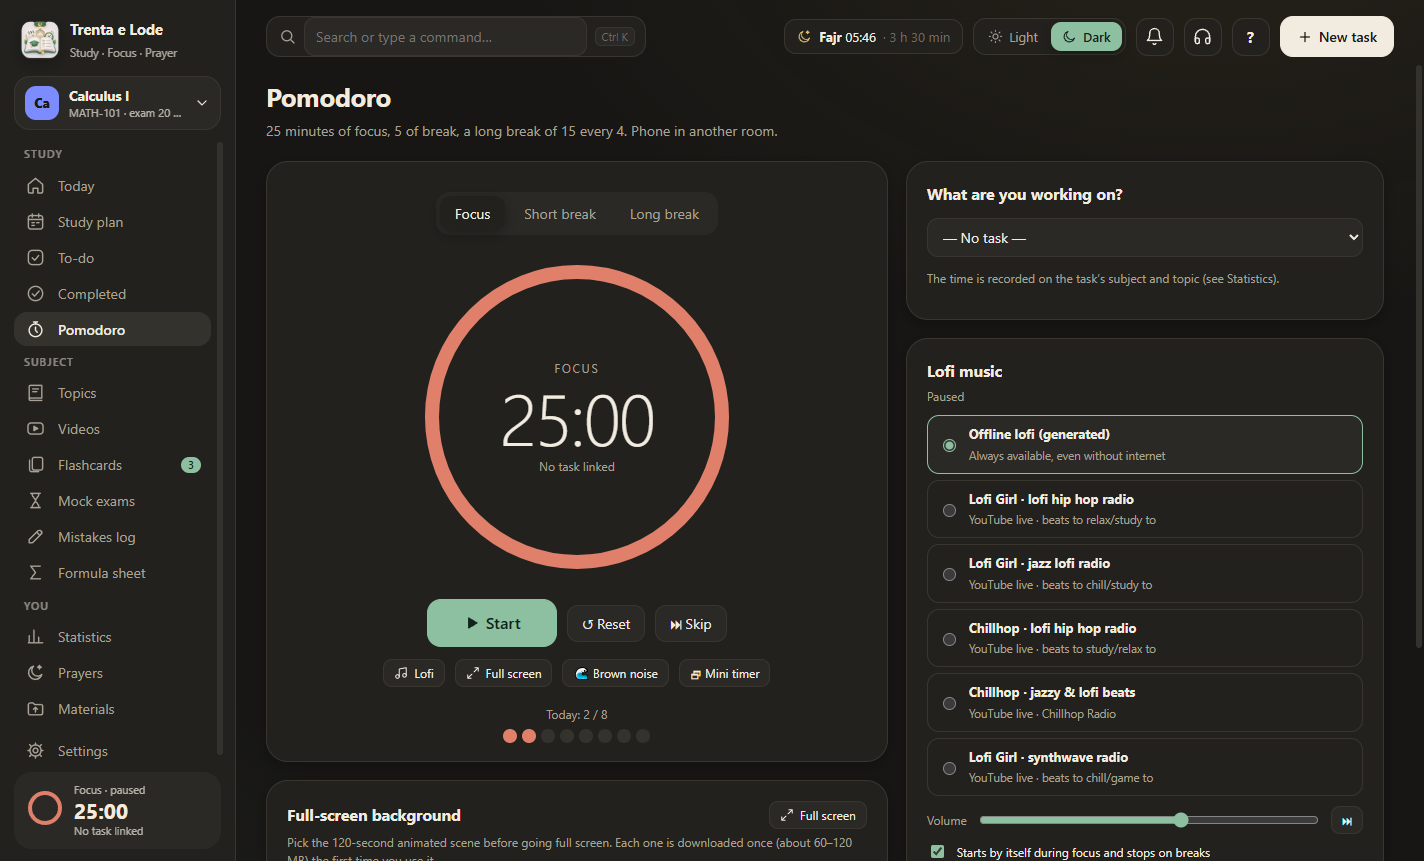 Trenta e Lode
Study · Focus · Prayer
Ca
Calculus I
MATH-101 · exam 20 ...
STUDY
Today
Study plan
To-do
Completed
Pomodoro
SUBJECT
Topics
Videos
Flashcards
3
Mock exams
Mistakes log
Formula sheet
YOU
Statistics
Prayers
Materials
Settings
Focus · paused
25:00
No task linked
Search or type a command...
Ctrl K
Fajr 05:46 · 3 h 30 min
Light
Dark
?
+ New task
Pomodoro
25 minutes of focus, 5 of break, a long break of 15 every 4. Phone in another room.
Focus
Short break
Long break
FOCUS
25:00
No task linked
Start
↺ Reset
⏭ Skip
Lofi
Full screen
Brown noise
Mini timer
Today: 2 / 8
Full-screen background
Full screen
Pick the 120-second animated scene before going full screen. Each one is downloaded once (about 60–120
MB) the first time you use it.
What are you working on?
— No task —
The time is recorded on the task's subject and topic (see Statistics).
Lofi music
Paused
Offline lofi (generated)
Always available, even without internet
Lofi Girl · lofi hip hop radio
YouTube live · beats to relax/study to
Lofi Girl · jazz lofi radio
YouTube live · beats to chill/study to
Chillhop · lofi hip hop radio
YouTube live · beats to study/relax to
Chillhop · jazzy & lofi beats
YouTube live · Chillhop Radio
Lofi Girl · synthwave radio
YouTube live · beats to chill/game to
Volume
Starts by itself during focus and stops on breaks